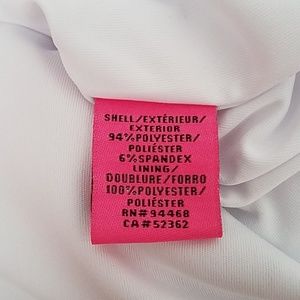 SHELL/EXTÉRIEUR/
EXTERIOR
94%POLYESTER/
POLIÉSTER
6%SPANDEX
LINING/
DOUBLURE/FORRO
100%POLYESTER/
POLIÉSTER
RN#94468
CA#52362